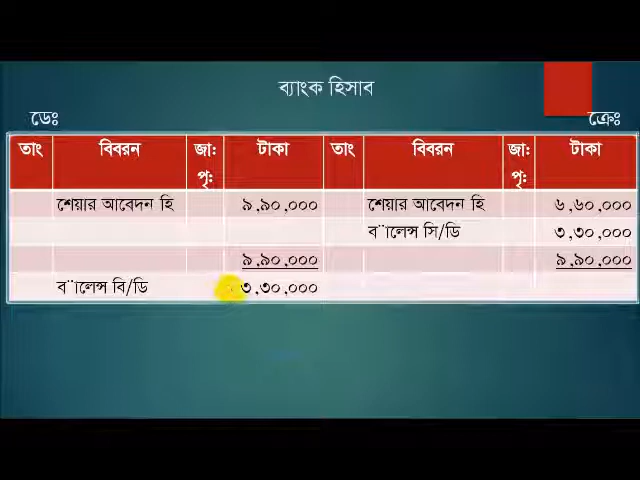 ব্যাংক হিসাব
ডেঃ ক্রেঃ
তাং বিবরন জা: পৃ: টাকা তাং বিবরন জা: পৃ: টাকা
শেয়ার আবেদন হি ৯,৯০,০০০ শেয়ার আবেদন হি ৬,৬০,০০০
ব¨ালেন্স সি/ডি ৩,৩০,০০০
৯,৯০,০০০ ৯,৯০,০০০
ব¨ালেন্স বি/ডি ৩,৩০,০০০